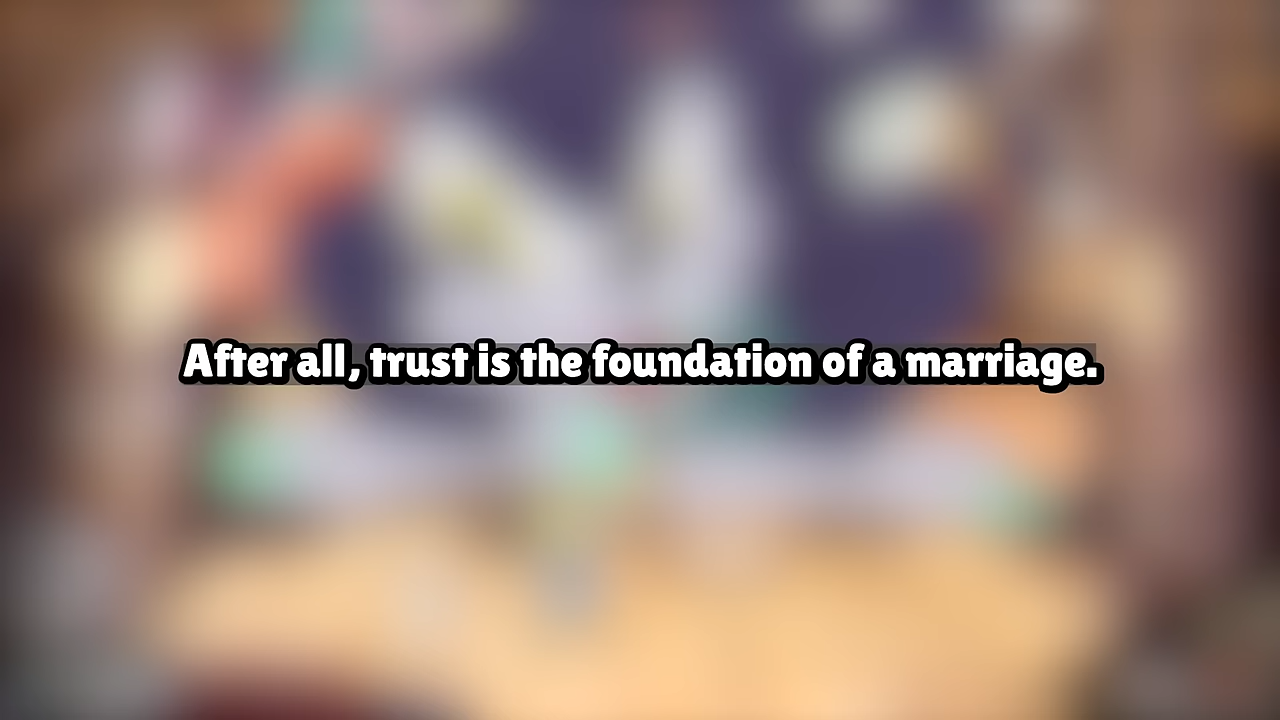 After all, trust is the foundation of a marriage.